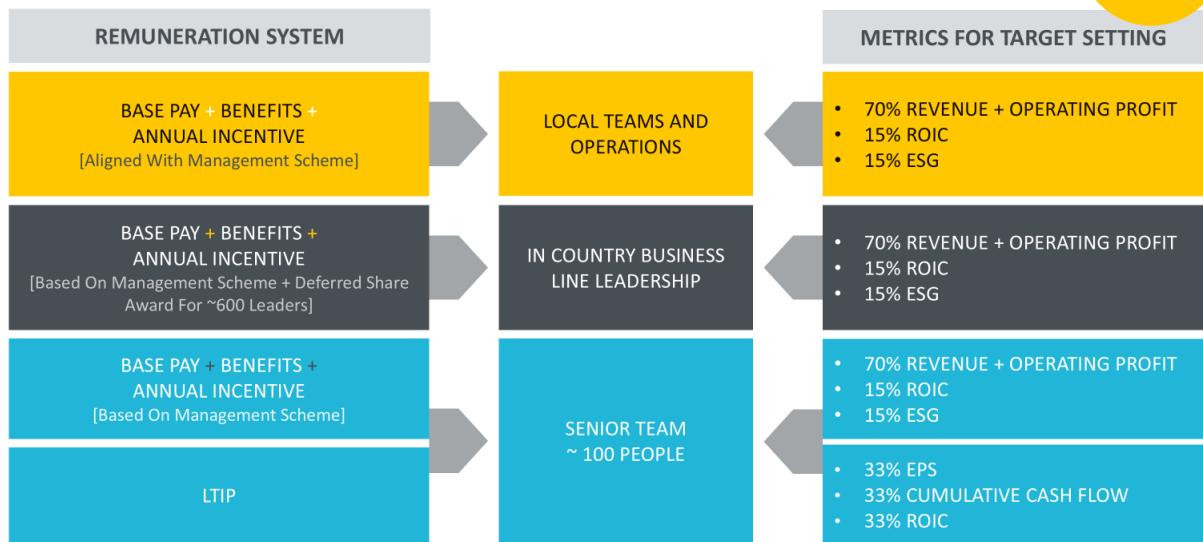 REMUNERATION SYSTEM
METRICS FOR TARGET SETTING
BASE PAY + BENEFITS +
ANNUAL INCENTIVE
[Aligned With Management Scheme]
LOCAL TEAMS AND
OPERATIONS
• 70% REVENUE + OPERATING PROFIT
• 15% ROIC
• 15% ESG
BASE PAY + BENEFITS +
ANNUAL INCENTIVE
[Based On Management Scheme + Deferred Share
Award For ~600 Leaders]
IN COUNTRY BUSINESS
LINE LEADERSHIP
• 70% REVENUE + OPERATING PROFIT
• 15% ROIC
• 15% ESG
BASE PAY + BENEFITS +
ANNUAL INCENTIVE
[Based On Management Scheme]
LTIP
SENIOR TEAM
~ 100 PEOPLE
• 70% REVENUE + OPERATING PROFIT
• 15% ROIC
• 15% ESG
• 33% EPS
• 33% CUMULATIVE CASH FLOW
• 33% ROIC